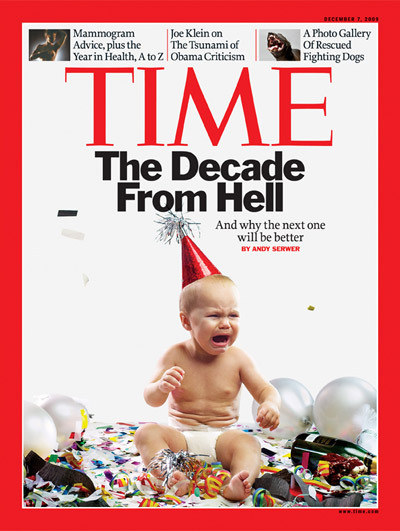 DECEMBER 7, 2009
Mammogram
Advice, plus the
Year in Health, A to Z
Joe Klein on
The Tsunami of
Obama Criticism
A Photo Gallery
Of Rescued
Fighting Dogs
TIME
The Decade
From Hell
And why the next one
will be better
BY ANDY SERWER
www.time.com